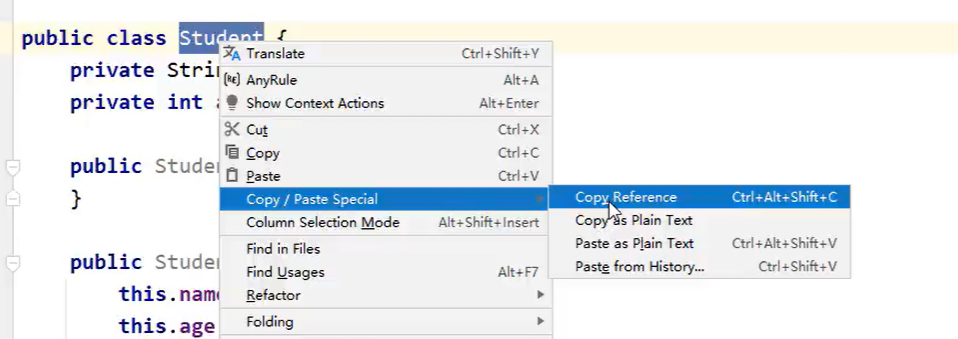 public class Student {
private Strin
private int a
public Stude
}
public Studen
this.name
this.age
Translate Ctrl+Shift+Y
AnyRule Alt+A
Show Context Actions Alt+Enter
Cut Ctrl+X
Copy Ctrl+C
Paste Ctrl+V
Copy / Paste Special
Column Selection Mode Alt+Shift+Insert
Find in Files
Find Usages Alt+F7
Refactor
Folding
Copy Reference Ctrl+Alt+Shift+C
Copy as Plain Text
Paste as Plain Text Ctrl+Alt+Shift+V
Paste from History... Ctrl+Shift+V